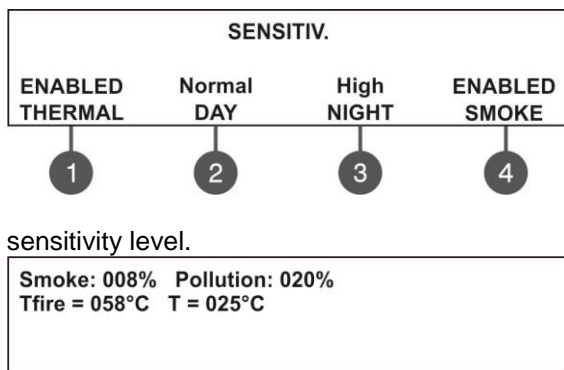 SENSITIV.
ENABLED Normal High ENABLED
THERMAL DAY NIGHT SMOKE
1 2 3 4
sensitivity level.
Smoke: 008% Pollution: 020%
Tfire = 058°C T = 025°C